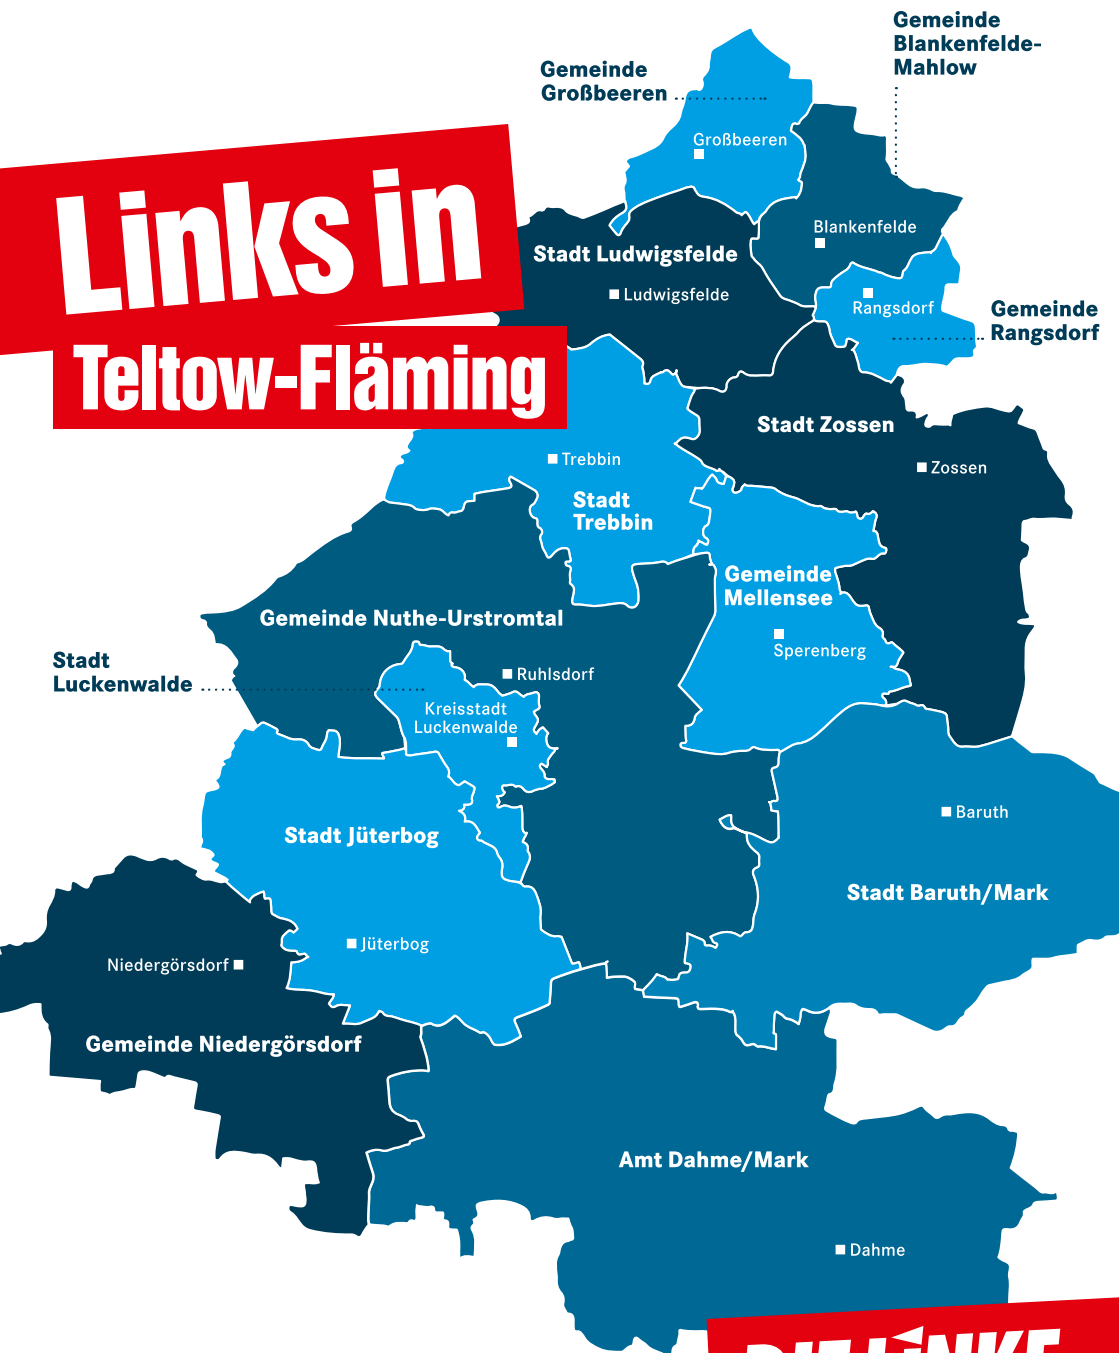 Gemeinde
Blankenfelde-
Mahlow
Gemeinde
Großbeeren
Großbeeren
Links in
Teltow-Fläming
Blankenfelde
Stadt Ludwigsfelde
Ludwigsfelde
Rangsdorf
Gemeinde
Rangsdorf
Stadt Zossen
Zossen
Trebbin
Stadt
Trebbin
Gemeinde
Mellensee
Sperenberg
Gemeinde Nuthe-Urstromtal
Ruhlsdorf
Stadt
Luckenwalde
Kreisstadt
Luckenwalde
Baruth
Stadt Jüterbog
Stadt Baruth/Mark
Jüterbog
Niedergörsdorf
Gemeinde Niedergörsdorf
Amt Dahme/Mark
Dahme
DIE LINKE